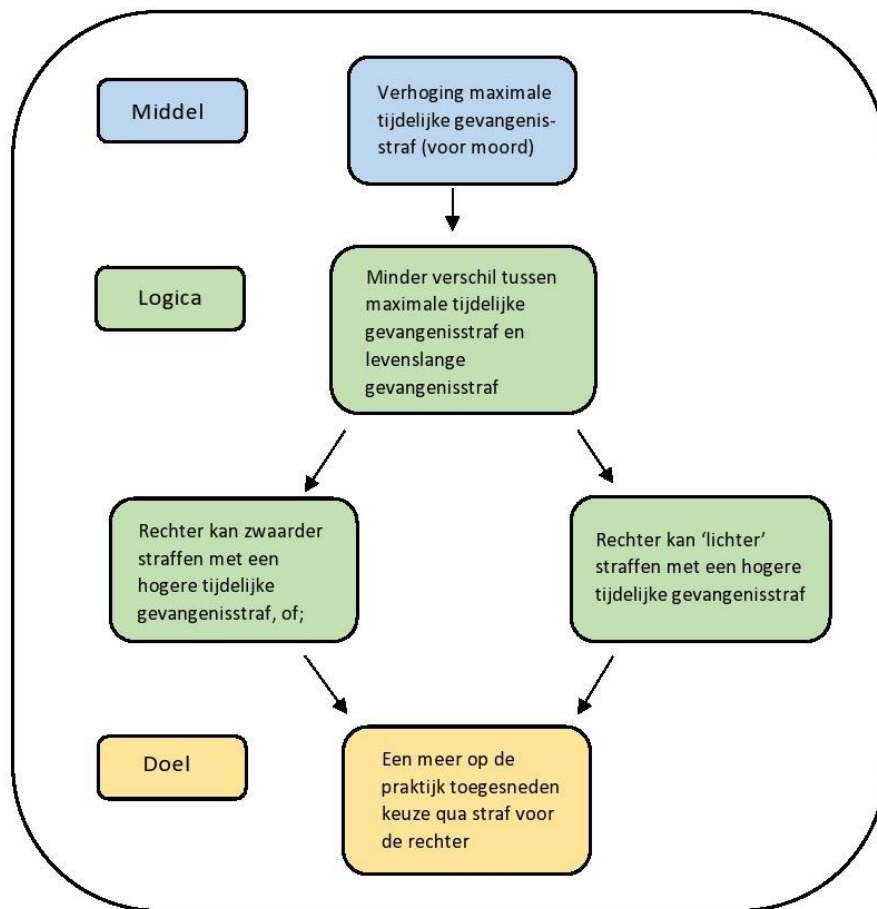 Middel
Verhoging maximale
tijdelijke gevangenis-
straf (voor moord)
Logica
Minder verschil tussen
maximale tijdelijke
gevangenisstraf en
levenslange
gevangenisstraf
Rechter kan zwaarder
straffen met een
hogere tijdelijke
gevangenisstraf, of;
Rechter kan ‘lichter’
straffen met een hogere
tijdelijke gevangenisstraf
Doel
Een meer op de
praktijk toegesneden
keuze qua straf voor
de rechter